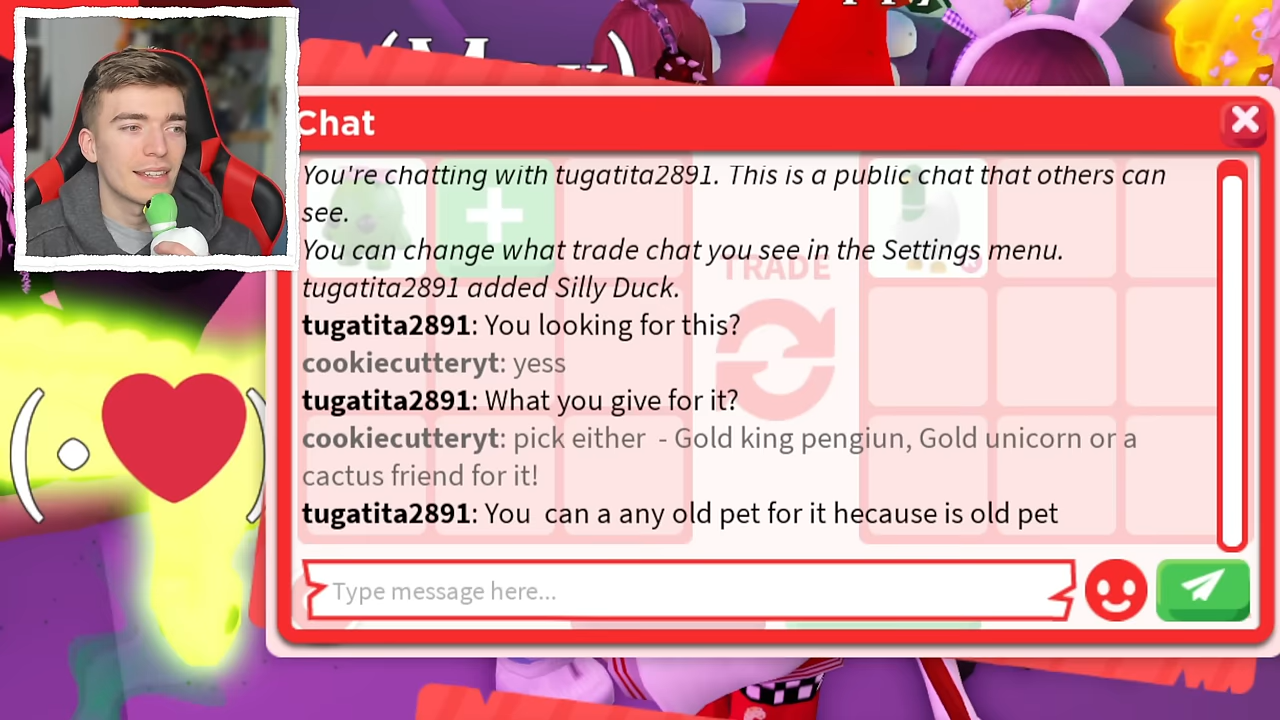 Chat
You're chatting with tugatita2891. This is a public chat that others can
see.
You can change what trade chat you see in the Settings menu.
TRADE
tugatita2891 added Silly Duck.
tugatita2891: You looking for this?
cookiecutteryt: yess
tugatita2891: What you give for it?
cookiecutteryt: pick either - Gold king pengiun, Gold unicorn or a
cactus friend for it!
tugatita2891: You can a any old pet for it hecause is old pet
Type message here...